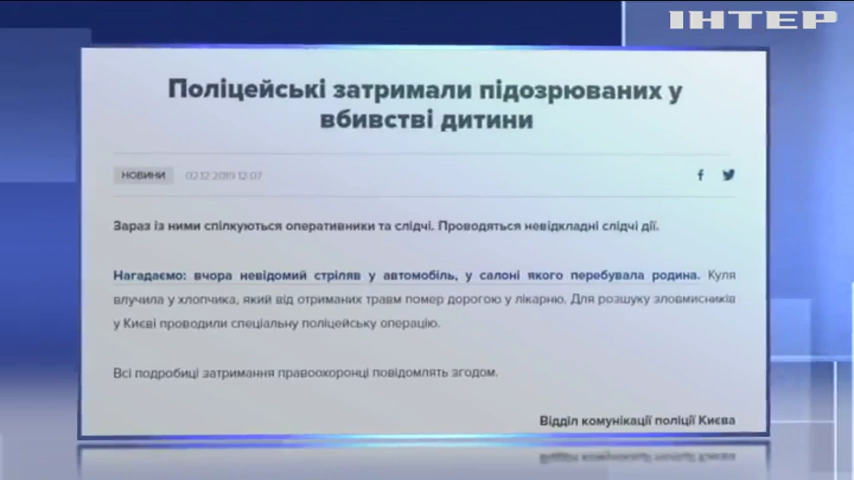 ІНТЕР
Поліцейські затримали підозрюваних у
вбивстві дитини
НОВИНИ 02.12.2019 12:07
Зараз із ними спілкуються оперативники та слідчі. Проводяться невідкладні слідчі дії.
Нагадаємо: вчора невідомий стріляв у автомобіль, у салоні якого перебувала родина. Куля
влучила у хлопчика, який від отриманих травм помер дорогою у лікарню. Для розшуку зловмисників
у Києві проводили спеціальну поліцейську операцію.
Всі подробиці затримання правоохоронці повідомлять згодом.
Відділ комунікації поліції Києва